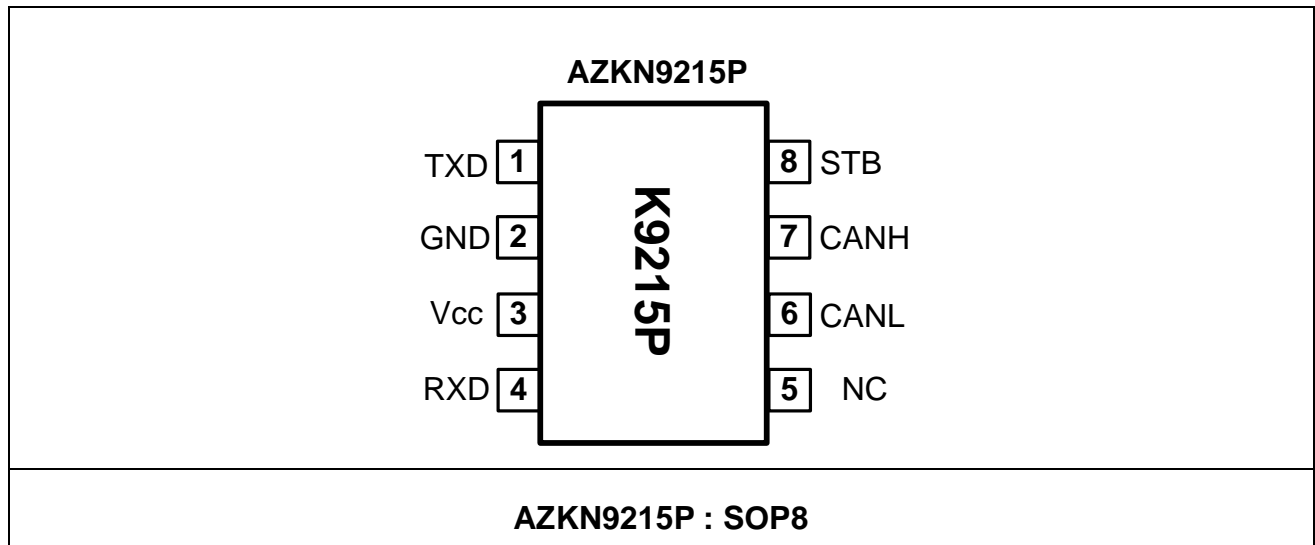 AZKN9215P
TXD 1
8 STB
GND 2
7 CANH
K9215P
Vcc 3
6 CANL
RXD 4
5 NC
AZKN9215P : SOP8